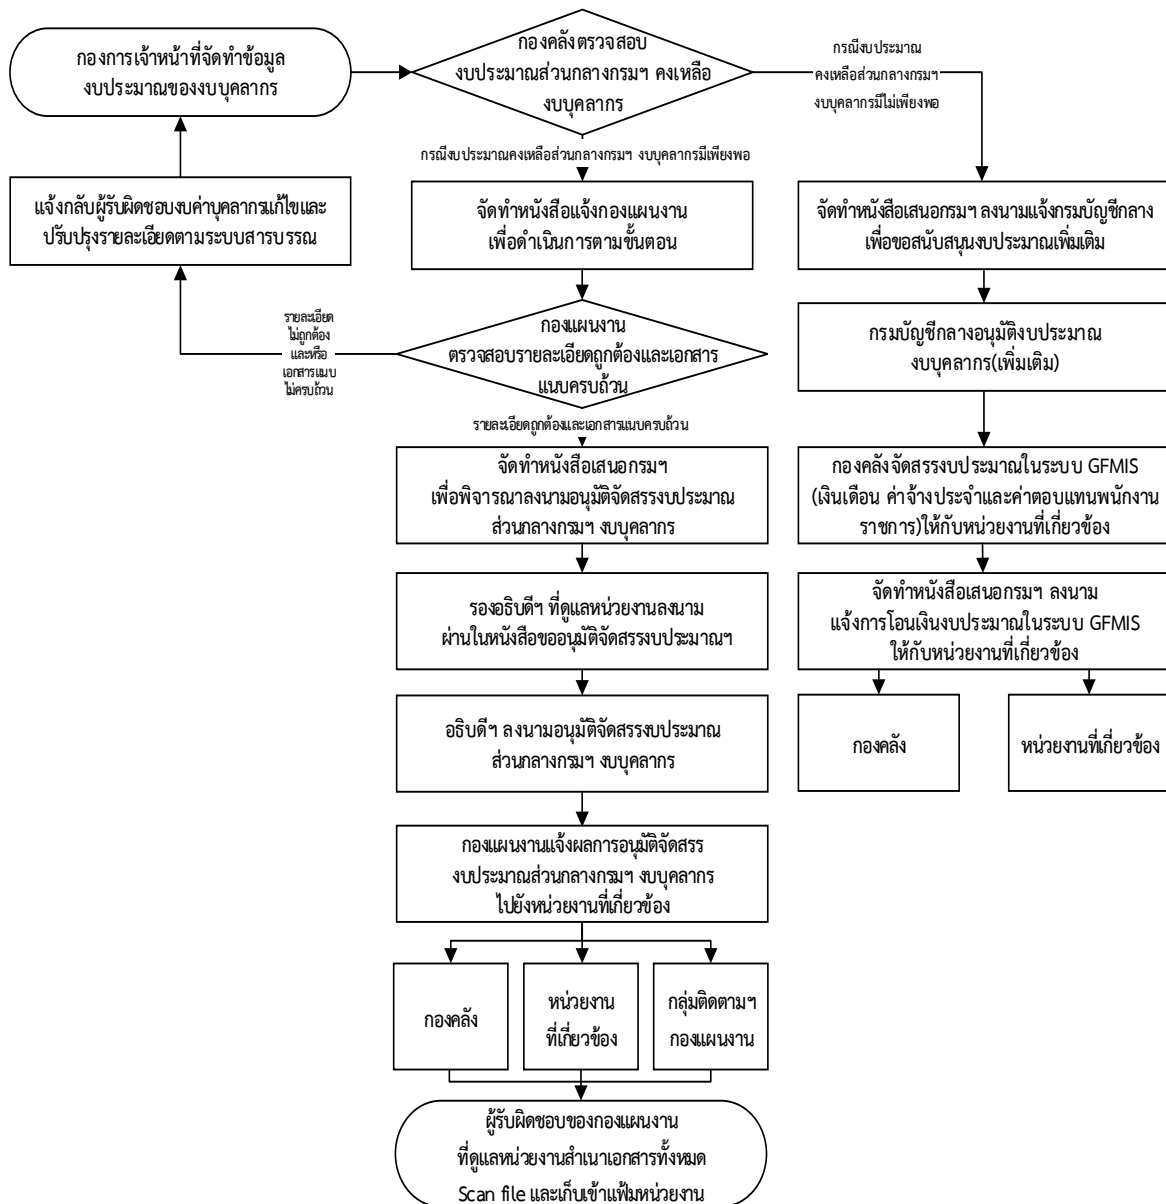 กองการเจ้าหน้าที่จัดทำข้อมูล
งบประมาณของงบบุคลากร
กองคลังตรวจสอบ
งบประมาณส่วนกลางกรมฯ คงเหลือ
งบบุคลากร
กรณีงบประมาณ
คงเหลือส่วนกลางกรมฯ
งบบุคลากรมีไม่เพียงพอ
กรณีงบประมาณคงเหลือส่วนกลางกรมฯ งบบุคลากรมีเพียงพอ
แจ้งกลับผู้รับผิดชอบงบค่าบุคลากรแก้ไขและ
ปรับปรุงรายละเอียดตามระบบสารบรรณ
จัดทำหนังสือแจ้งกองแผนงาน
เพื่อดำเนินการตามขั้นตอน
จัดทำหนังสือเสนอกรมฯ ลงนามแจ้งกรมบัญชีกลาง
เพื่อขอสนับสนุนงบประมาณเพิ่มเติม
รายละเอียด
ไม่ถูกต้อง
และหรือ
เอกสารแนบ
ไม่ครบถ้วน
กองแผนงาน
ตรวจสอบรายละเอียดถูกต้องและเอกสาร
แนบครบถ้วน
กรมบัญชีกลางอนุมัติงบประมาณ
งบบุคลากร(เพิ่มเติม)
รายละเอียดถูกต้องและเอกสารแนบครบถ้วน
จัดทำหนังสือเสนอกรมฯ
เพื่อพิจารณาลงนามอนุมัติจัดสรรงบประมาณ
ส่วนกลางกรมฯ งบบุคลากร
กองคลังจัดสรรงบประมาณในระบบ GFMIS
(เงินเดือน ค่าจ้างประจำและค่าตอบแทนพนักงาน
ราชการ)ให้กับหน่วยงานที่เกี่ยวข้อง
รองอธิบดีฯ ที่ดูแลหน่วยงานลงนาม
ผ่านในหนังสือขออนุมัติจัดสรรงบประมาณฯ
จัดทำหนังสือเสนอกรมฯ ลงนาม
แจ้งการโอนเงินงบประมาณในระบบ GFMIS
ให้กับหน่วยงานที่เกี่ยวข้อง
อธิบดีฯ ลงนามอนุมัติจัดสรรงบประมาณ
ส่วนกลางกรมฯ งบบุคลากร
กองคลัง
หน่วยงานที่เกี่ยวข้อง
กองแผนงานแจ้งผลการอนุมัติจัดสรร
งบประมาณส่วนกลางกรมฯ งบบุคลากร
ไปยังหน่วยงานที่เกี่ยวข้อง
กองคลัง
หน่วยงาน
ที่เกี่ยวข้อง
กลุ่มติดตามฯ
กองแผนงาน
ผู้รับผิดชอบของกองแผนงาน
ที่ดูแลหน่วยงานสำเนาเอกสารทั้งหมด
Scan file และเก็บเข้าแฟ้มหน่วยงาน